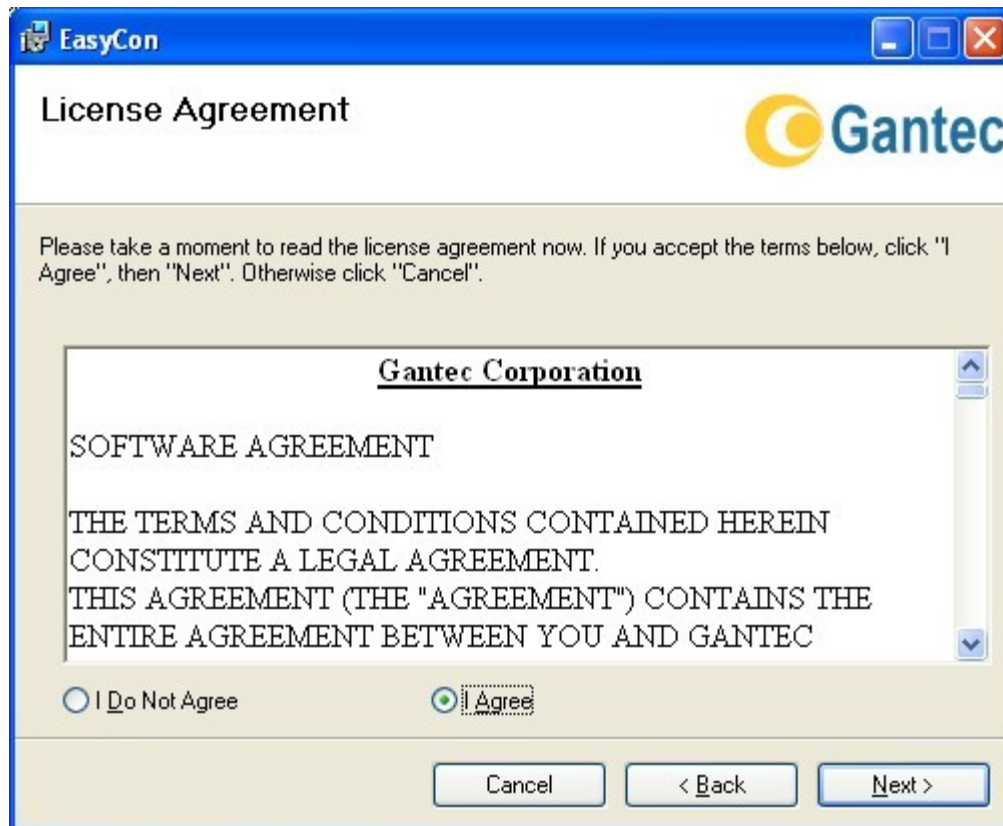 EasyCon
License Agreement
Gantec
Please take a moment to read the license agreement now. If you accept the terms below, click "I
Agree", then "Next". Otherwise click "Cancel".
Gantec Corporation
SOFTWARE AGREEMENT
THE TERMS AND CONDITIONS CONTAINED HEREIN
CONSTITUTE A LEGAL AGREEMENT.
THIS AGREEMENT (THE "AGREEMENT") CONTAINS THE
ENTIRE AGREEMENT BETWEEN YOU AND GANTEC
I Do Not Agree
I Agree
Cancel
< Back
Next >